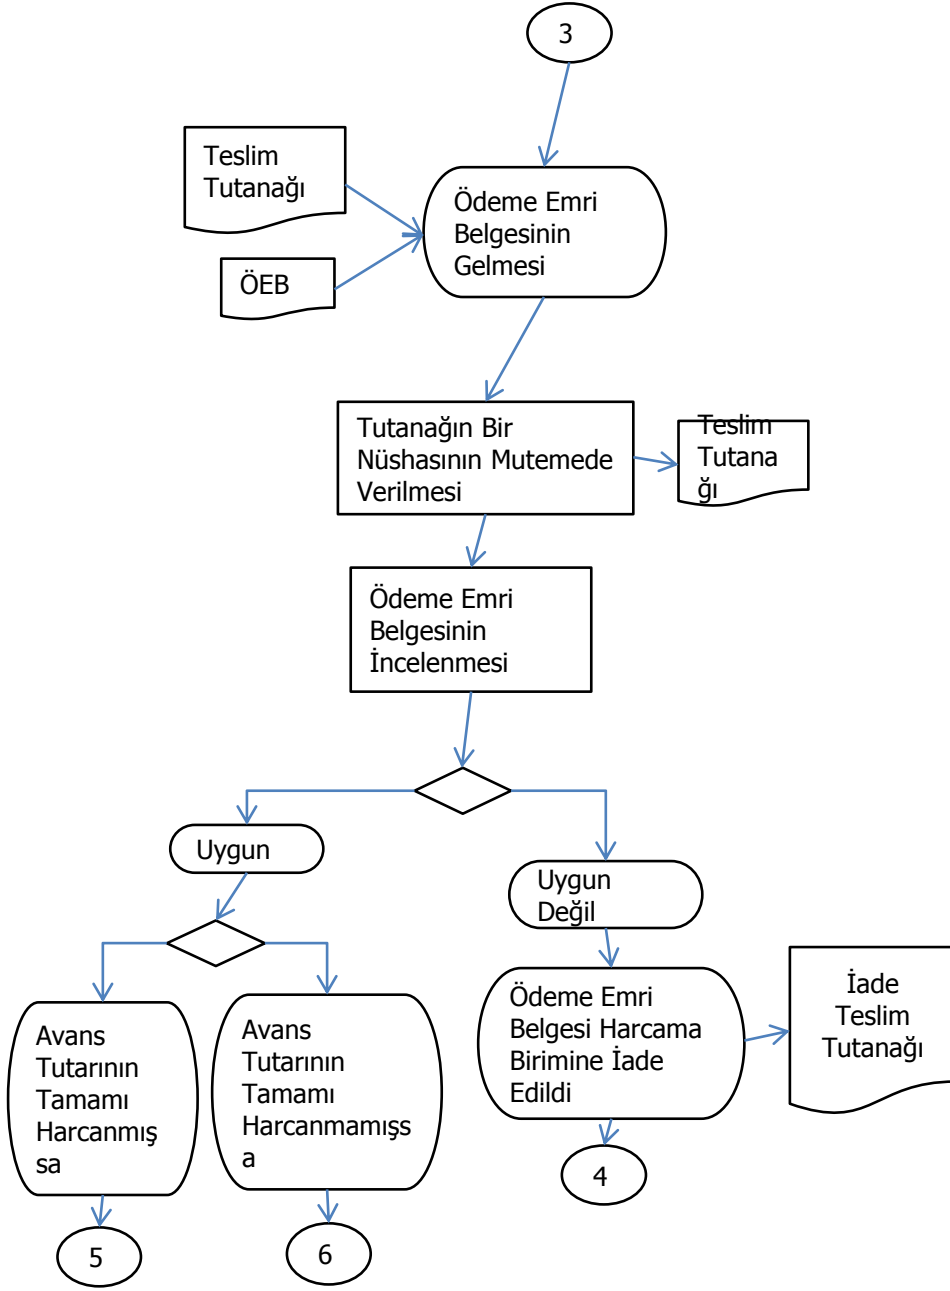 3
Teslim
Tutanağı
Ödeme Emri
Belgesinin
Gelmesi
ÖEB
Tutanağın Bir
Nüshasının Mutemede
Verilmesi
Teslim
Tutana
ğı
Ödeme Emri
Belgesinin
İncelenmesi
Uygun
Uygun
Değil
Avans
Tutarının
Tamamı
Harcanmış
sa
Avans
Tutarının
Tamamı
Harcanmamışs
a
Ödeme Emri
Belgesi Harcama
Birimine İade
Edildi
İade
Teslim
Tutanağı
4
5
6